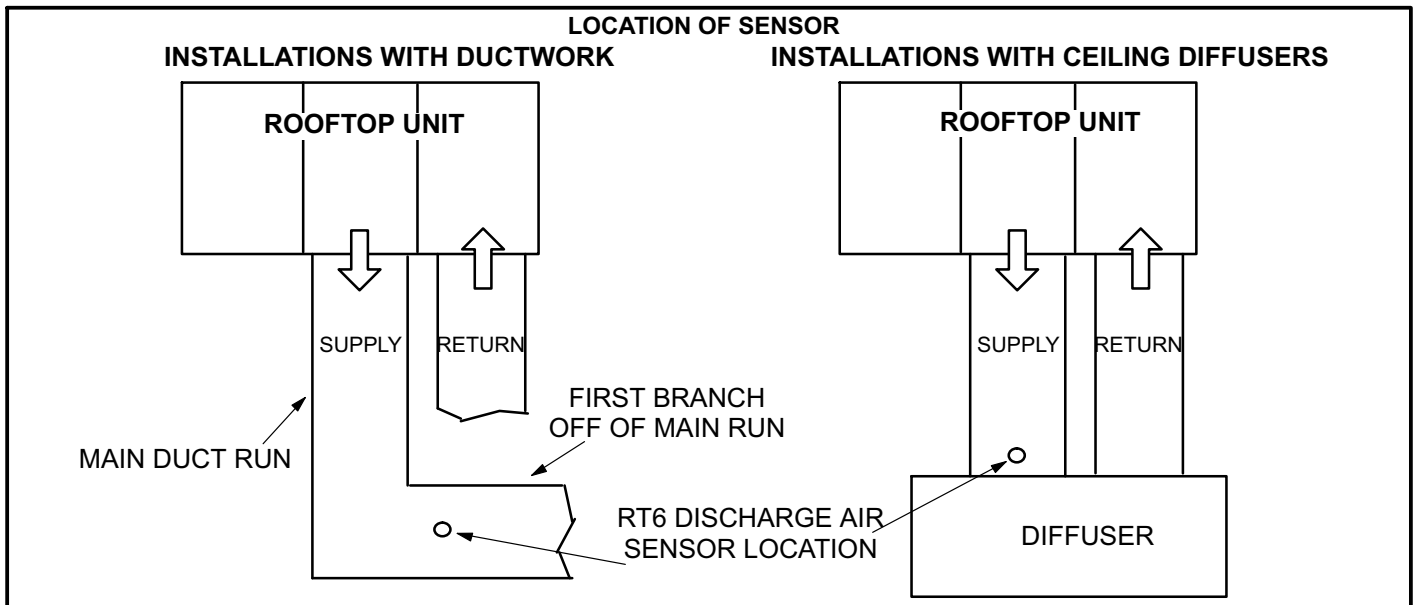 LOCATION OF SENSOR
INSTALLATIONS WITH DUCTWORK
INSTALLATIONS WITH CEILING DIFFUSERS
ROOFTOP UNIT
ROOFTOP UNIT
SUPPLY
RETURN
SUPPLY
RETURN
FIRST BRANCH
OFF OF MAIN RUN
MAIN DUCT RUN
RT6 DISCHARGE AIR
SENSOR LOCATION
DIFFUSER